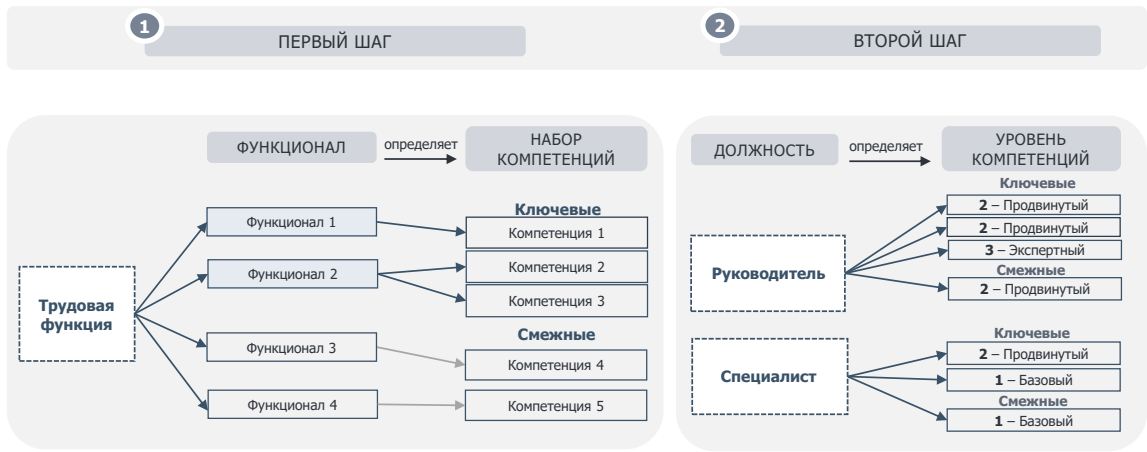 1
ПЕРВЫЙ ШАГ
2
ВТОРОЙ ШАГ
ФУНКЦИОНАЛ
определяет
НАБОР
КОМПЕТЕНЦИЙ
Трудовая
функция
Функционал 1
Функционал 2
Функционал 3
Функционал 4
Ключевые
Компетенция 1
Компетенция 2
Компетенция 3
Смежные
Компетенция 4
Компетенция 5
ДОЛЖНОСТЬ
определяет
УРОВЕНЬ
КОМПЕТЕНЦИЙ
Руководитель
Ключевые
2 – Продвинутый
2 – Продвинутый
3 – Экспертный
Смежные
2 – Продвинутый
Специалист
Ключевые
2 – Продвинутый
1 – Базовый
Смежные
1 – Базовый